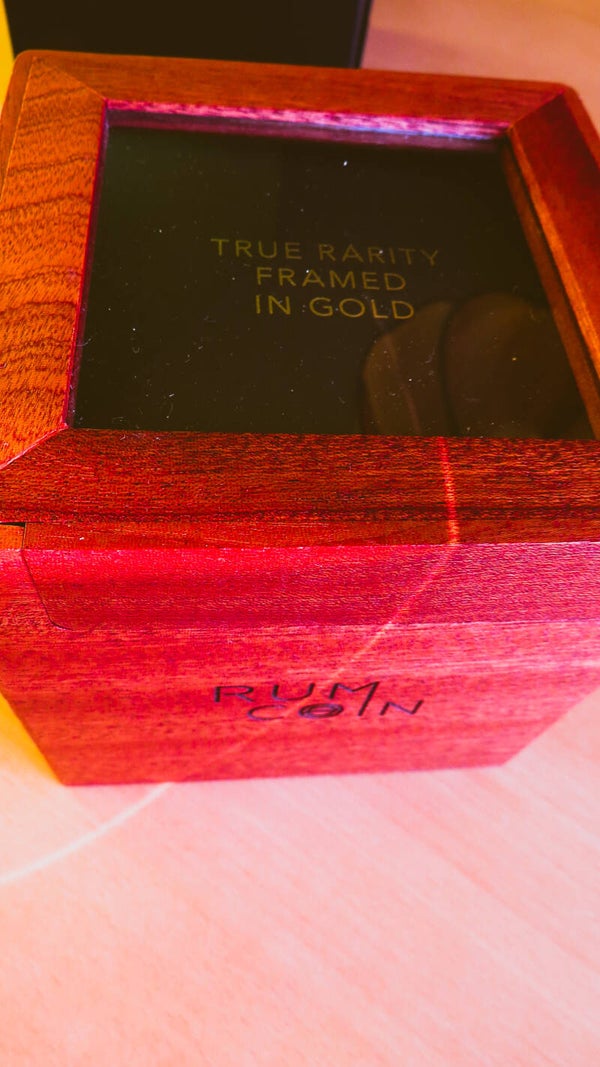 TRUE RARITY
FRAMED
IN GOLD
RUM
COIN